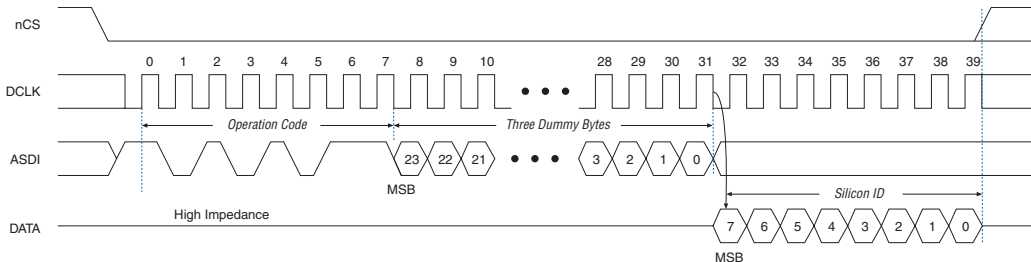 nCS
0 1 2 3 4 5 6 7 8 9 10 28 29 30 31 32 33 34 35 36 37 38 39
DCLK
Operation Code Three Dummy Bytes
ASDI 23 22 21 3 2 1 0
MSB
Silicon ID
High Impedance
DATA 7 6 5 4 3 2 1 0
MSB